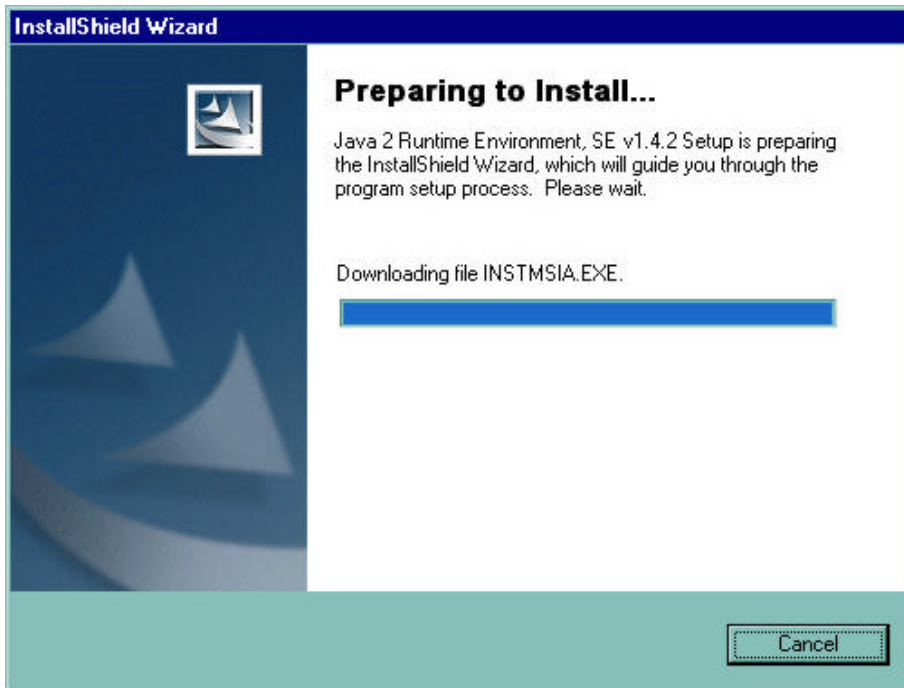 InstallShield Wizard
Preparing to Install...
Java 2 Runtime Environment, SE v1.4.2 Setup is preparing
the InstallShield Wizard, which will guide you through the
program setup process. Please wait.
Downloading file INSTMSIA.EXE.
Cancel